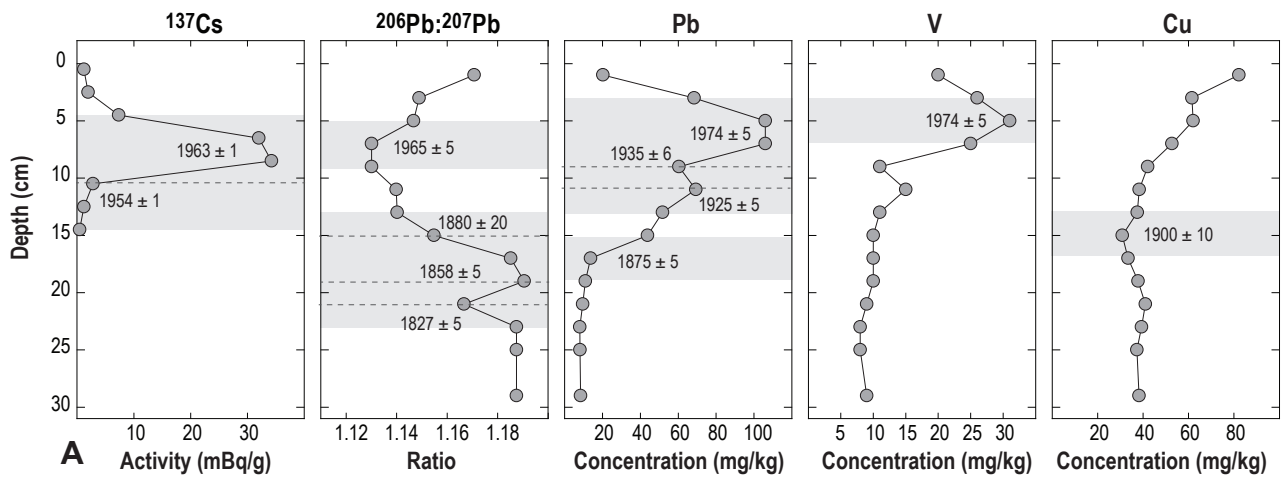 ¹³⁷Cs
²⁰⁶Pb:²⁰⁷Pb
Pb
V
Cu
Depth (cm)
0
5
10
15
20
25
30
1963 ± 1
1954 ± 1
1965 ± 5
1880 ± 20
1858 ± 5
1827 ± 5
1974 ± 5
1935 ± 6
1925 ± 5
1875 ± 5
1974 ± 5
1900 ± 10
10 30
1.12 1.14 1.16 1.18
20 40 60 80 100
5 10 15 20 25 30
20 40 60 80
A
Activity (mBq/g)
Ratio
Concentration (mg/kg)
Concentration (mg/kg)
Concentration (mg/kg)